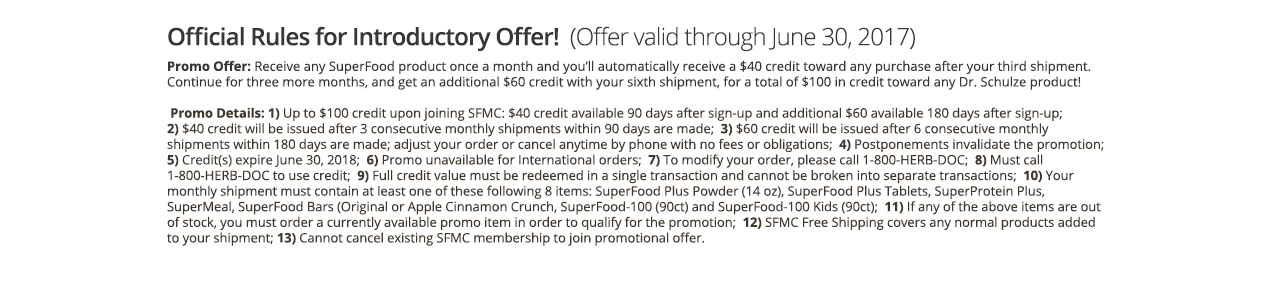 Official Rules for Introductory Offer! (Offer valid through June 30, 2017)
Promo Offer: Receive any SuperFood product once a month and you'll automatically receive a $40 credit toward any purchase after your third shipment.
Continue for three more months, and get an additional $60 credit with your sixth shipment, for a total of $100 in credit toward any Dr. Schulze product!
Promo Details: 1) Up to $100 credit upon joining SFMC: $40 credit available 90 days after sign-up and additional $60 available 180 days after sign-up;
2) $40 credit will be issued after 3 consecutive monthly shipments within 90 days are made; 3) $60 credit will be issued after 6 consecutive monthly
shipments within 180 days are made; adjust your order or cancel anytime by phone with no fees or obligations; 4) Postponements invalidate the promotion;
5) Credit(s) expire June 30, 2018; 6) Promo unavailable for International orders; 7) To modify your order, please call 1-800-HERB-DOC; 8) Must call
1-800-HERB-DOC to use credit; 9) Full credit value must be redeemed in a single transaction and cannot be broken into separate transactions; 10) Your
monthly shipment must contain at least one of these following 8 items: SuperFood Plus Powder (14 oz), SuperFood Plus Tablets, SuperProtein Plus,
SuperMeal, SuperFood Bars (Original or Apple Cinnamon Crunch, SuperFood-100 (90ct) and SuperFood-100 Kids (90ct); 11) If any of the above items are out
of stock, you must order a currently available promo item in order to qualify for the promotion; 12) SFMC Free Shipping covers any normal products added
to your shipment; 13) Cannot cancel existing SFMC membership to join promotional offer.